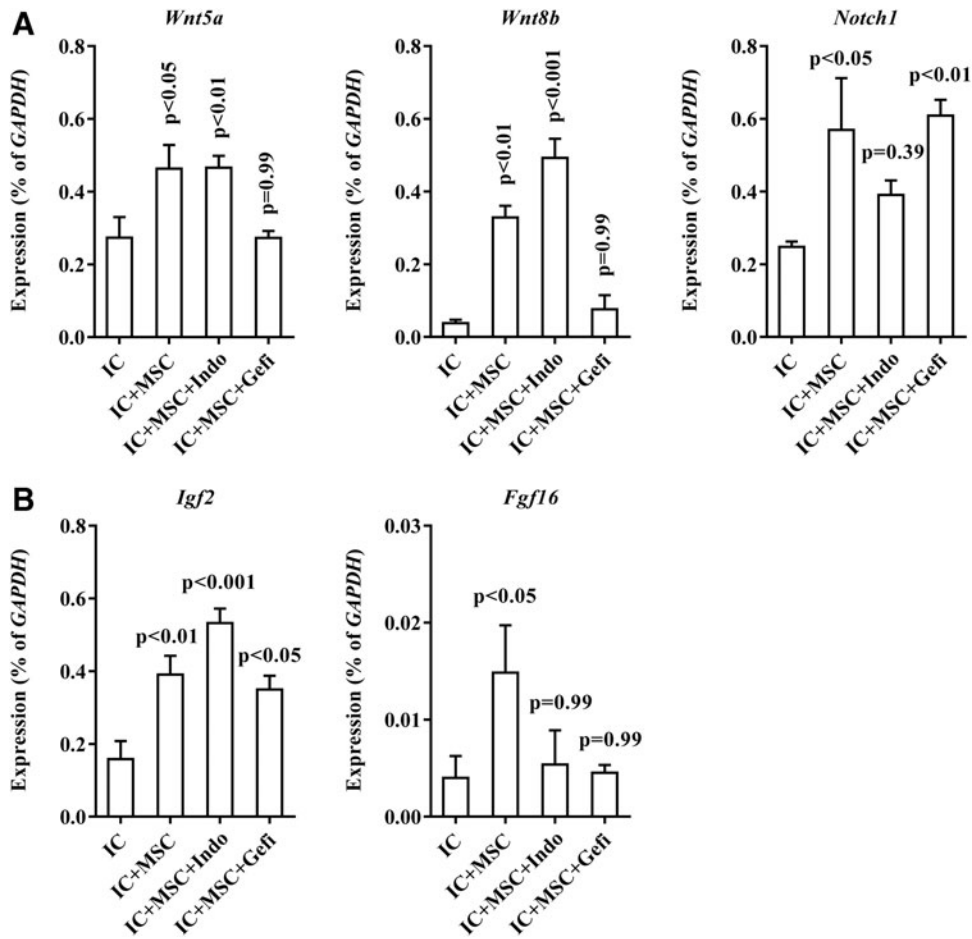 A
Wnt5a
Expression (% of GAPDH)
0.8
0.6
0.4
0.2
0.0
p<0.05
p<0.01
p=0.99
IC
IC+MSC
IC+MSC+Indo
IC+MSC+Gefi
Wnt8b
Expression (% of GAPDH)
0.8
0.6
0.4
0.2
0.0
p<0.01
p<0.001
p=0.99
IC
IC+MSC
IC+MSC+Indo
IC+MSC+Gefi
Notch1
Expression (% of GAPDH)
0.8
0.6
0.4
0.2
0.0
p<0.05
p=0.39
p<0.01
IC
IC+MSC
IC+MSC+Indo
IC+MSC+Gefi
B
Igf2
Expression (% of GAPDH)
0.8
0.6
0.4
0.2
0.0
p<0.01
p<0.001
p<0.05
IC
IC+MSC
IC+MSC+Indo
IC+MSC+Gefi
Fgf16
Expression (% of GAPDH)
0.03
0.02
0.01
0.00
p<0.05
p=0.99
p=0.99
IC
IC+MSC
IC+MSC+Indo
IC+MSC+Gefi